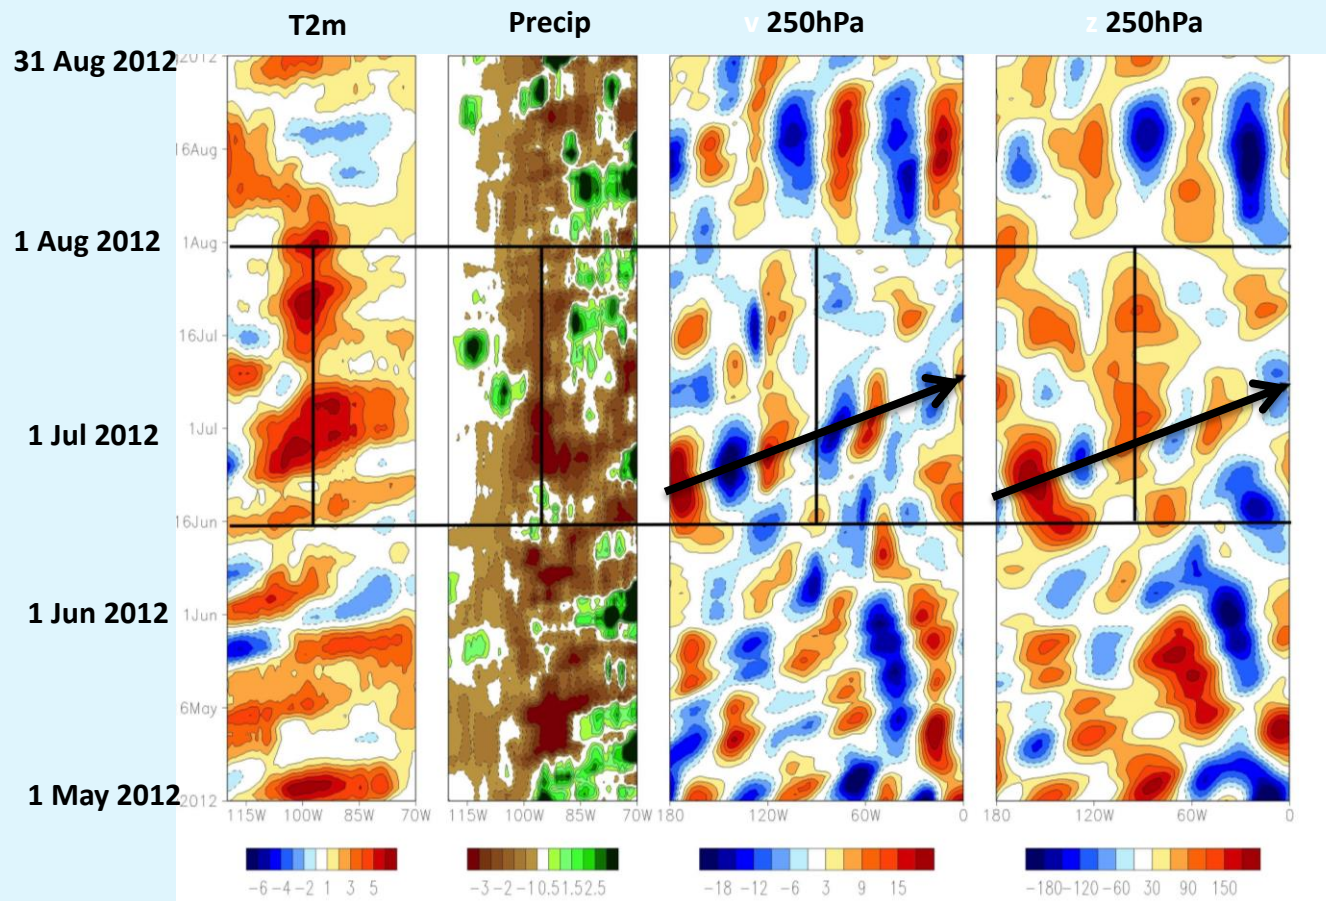 T2m Precip v 250hPa z 250hPa
31 Aug 2012 2012
16Aug
1 Aug 2012 1Aug
16Jul
1 Jul 2012 1Jul
16Jun
1 Jun 2012 1Jun
6May
1 May 2012 2012
115W 100W 85W 70W 115W 100W 85W 70W 180 120W 60W 0 180 120W 60W 0
-6 -4 -2 1 3 5 -3 -2 -1 0.5 1.5 2.5 -18 -12 -6 3 9 15 -180 -120 -60 30 90 150